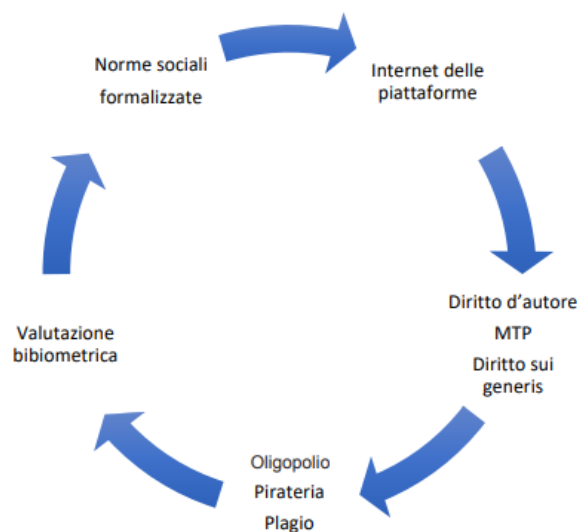 Norme sociali
formalizzate
Internet delle
piattaforme
Diritto d'autore
MTP
Diritto sui
generis
Oligopolio
Pirateria
Plagio
Valutazione
bibiometrica